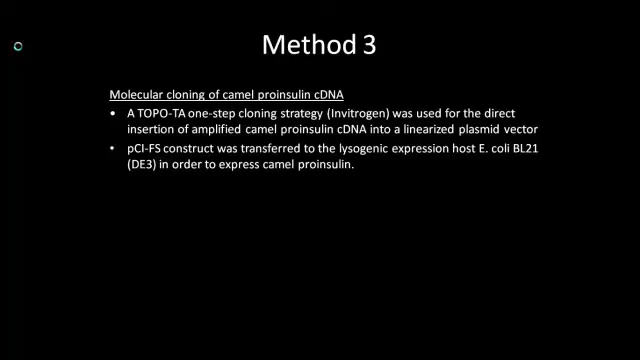 Method 3
Molecular cloning of camel proinsulin cDNA
• A TOPO-TA one-step cloning strategy (Invitrogen) was used for the direct
insertion of amplified camel proinsulin cDNA into a linearized plasmid vector
• pCI-FS construct was transferred to the lysogenic expression host E. coli BL21
(DE3) in order to express camel proinsulin.